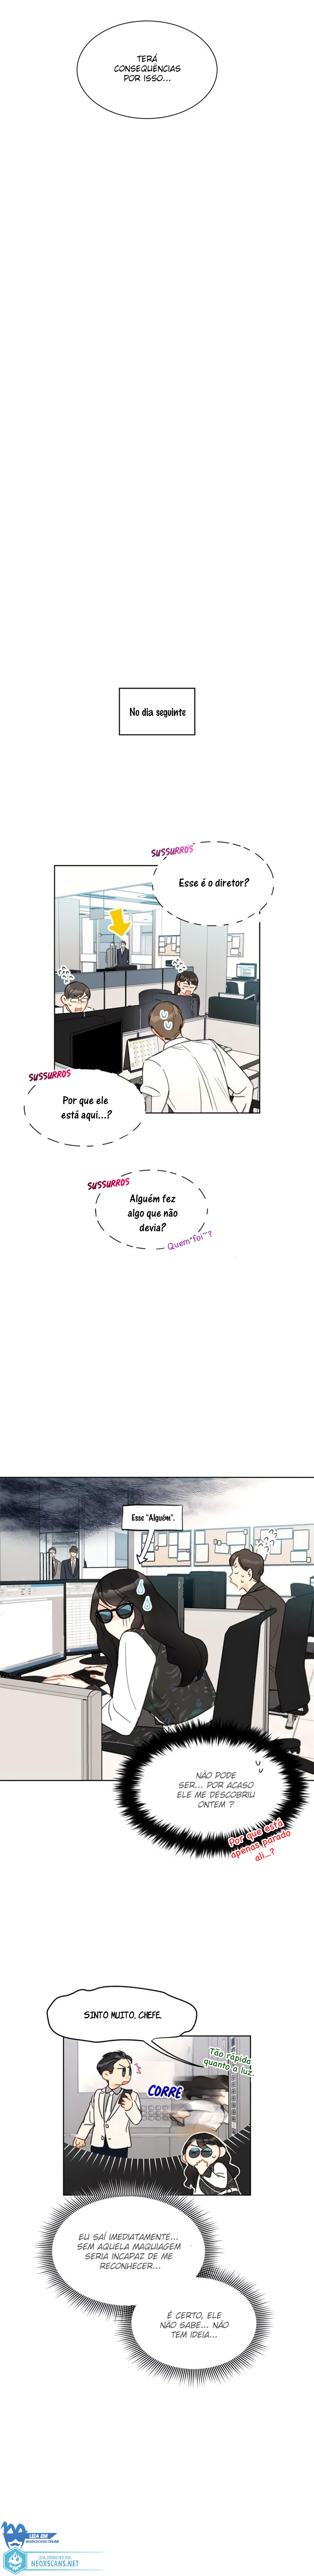 TERÁ
CONSEQUÊNCIAS
POR ISSO...
No dia seguinte
SUSSURROS
Esse é o diretor?
SUSSURROS
Por que ele
está aqui...?
SUSSURROS
Alguém fez
algo que não
devia?
Quem foi~?
Esse "Alguém".
NÃO PODE
SER... POR ACASO
ELE ME DESCOBRIU
ONTEM ?
Por que está
apenas parado
ali...?
SINTO MUITO, CHEFE.
Tão rápida
quanto a luz.
CORRE
EU SAÍ IMEDIATAMENTE...
SEM AQUELA MAQUIAGEM
SERIA INCAPAZ DE ME
RECONHECER...
É CERTO, ELE
NÃO SABE... NÃO
TEM IDEIA...
LEIA EM
LEIA PRIMEIRO EM:
NEOXSCANS.NET